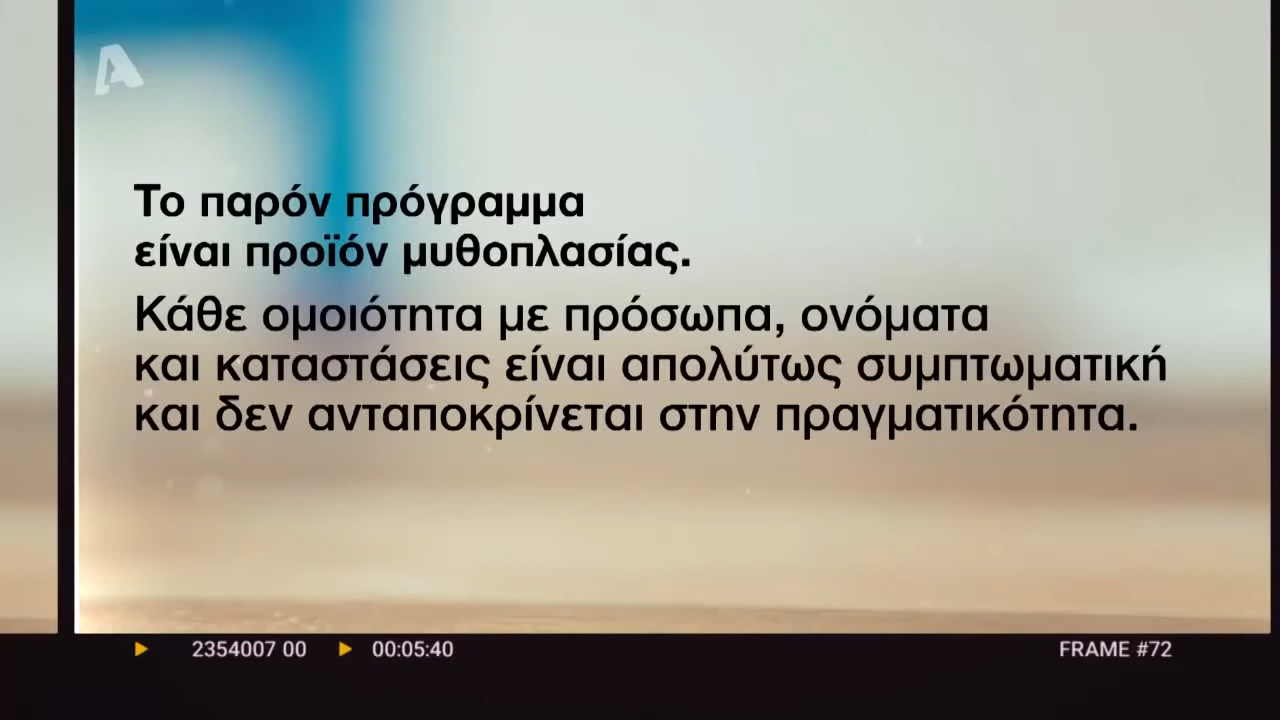 Το παρόν πρόγραμμα
είναι προϊόν μυθοπλασίας.
Κάθε ομοιότητα με πρόσωπα, ονόματα
και καταστάσεις είναι απολύτως συμπτωματική
και δεν ανταποκρίνεται στην πραγματικότητα.
2354007 00 00:05:40 FRAME #72